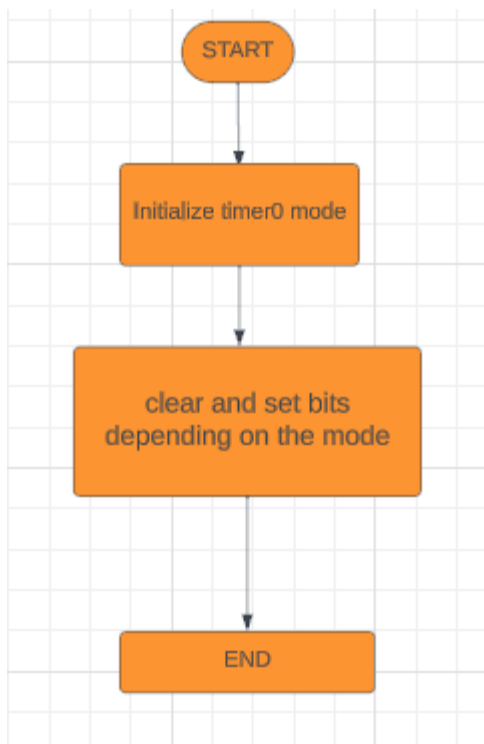 START
Initialize timer0 mode
clear and set bits
depending on the mode
END